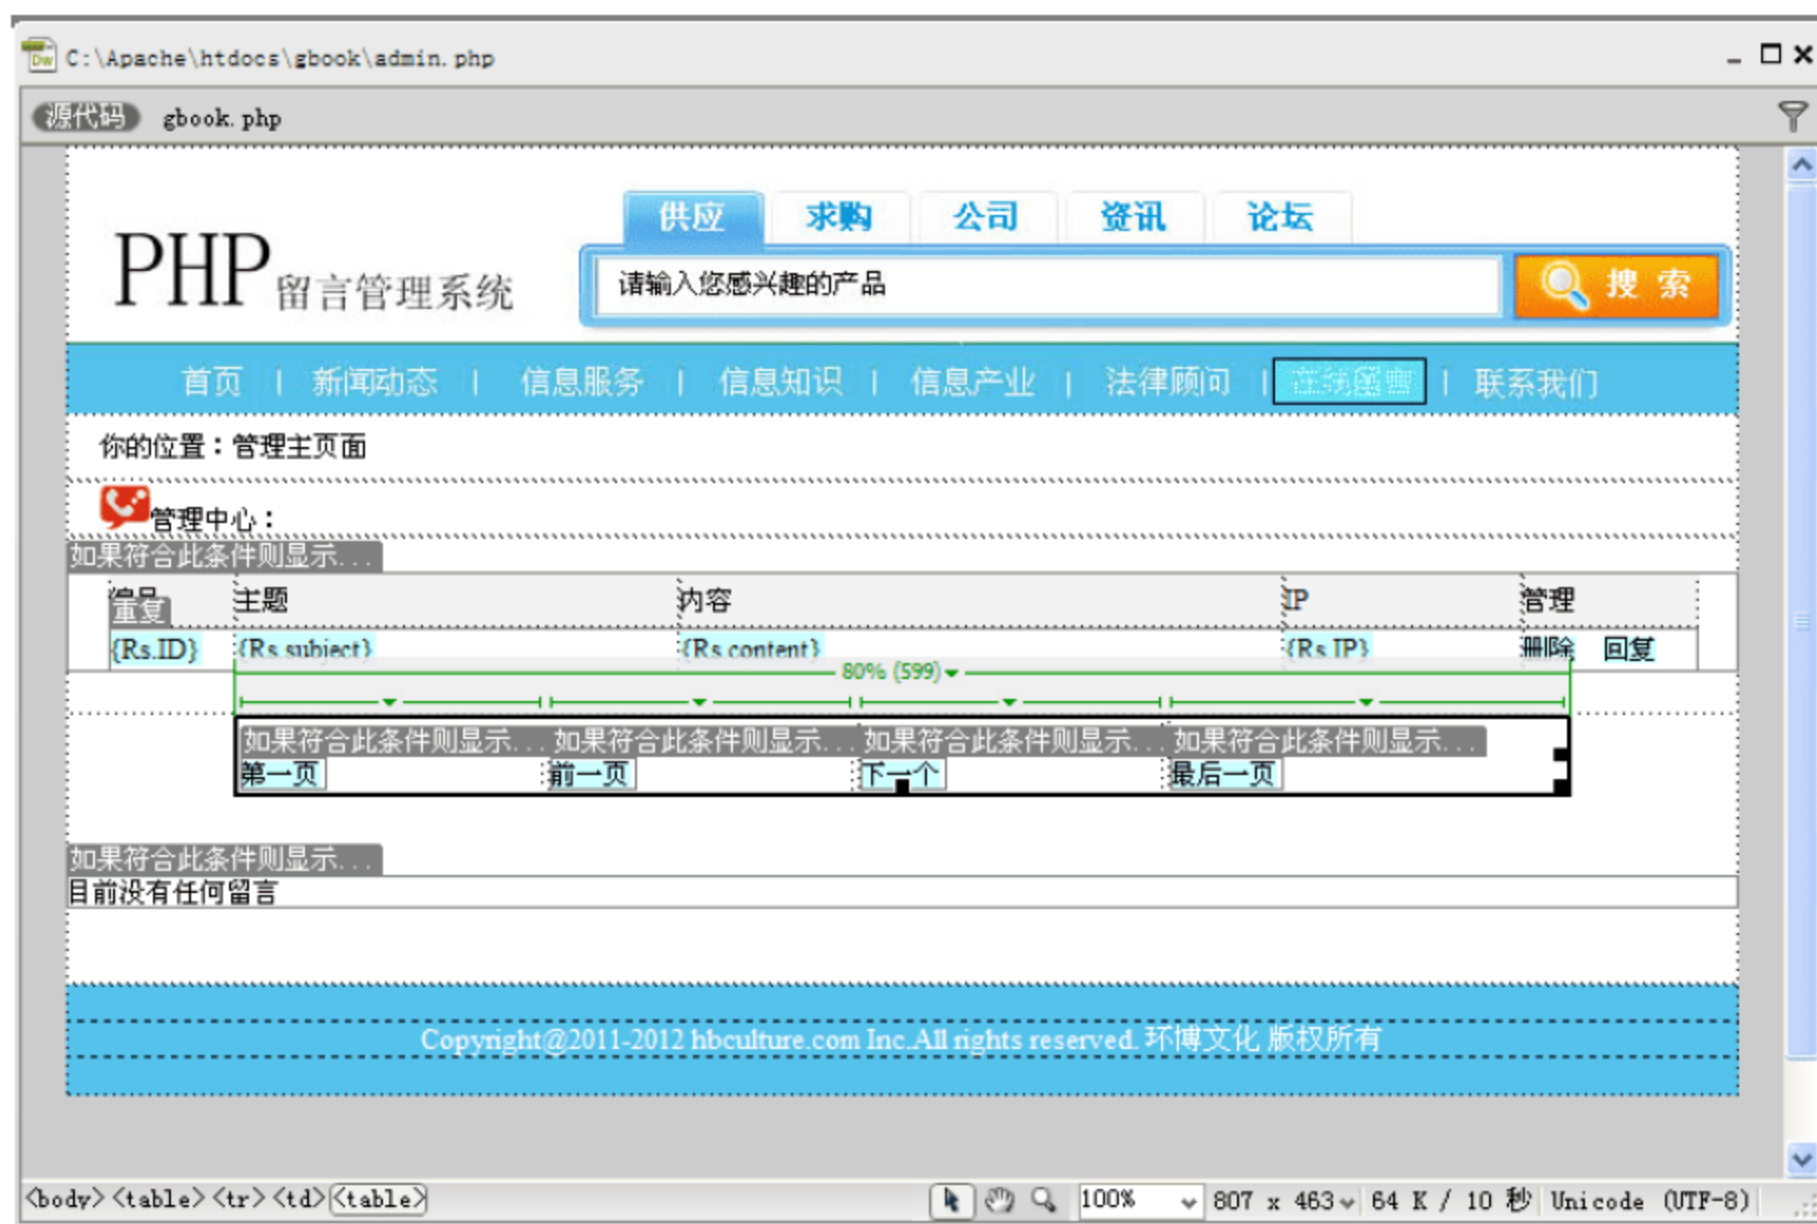 C:\Apache\htdocs\gbook\admin.php
源代码 gbook.php
供应 求购 公司 资讯 论坛
PHP 留言管理系统
请输入您感兴趣的产品 搜 索
首页 | 新闻动态 | 信息服务 | 信息知识 | 信息产业 | 法律顾问 | 在线留言 | 联系我们
你的位置：管理主页面
管理中心：
如果符合此条件则显示...
编号 主题 内容 IP 管理
重复
{Rs.ID} {Rs.subject} {Rs.content} {Rs.IP} 删除 回复
80% (599)
如果符合此条件则显示... 如果符合此条件则显示... 如果符合此条件则显示... 如果符合此条件则显示...
第一页 前一页 下一个 最后一页
如果符合此条件则显示...
目前没有任何留言
Copyright@2011-2012 hbculture.com Inc.All rights reserved. 环博文化 版权所有
<body> <table> <tr> <td> <table> 100% 807 x 463 64 K / 10 秒 Unicode (UTF-8)